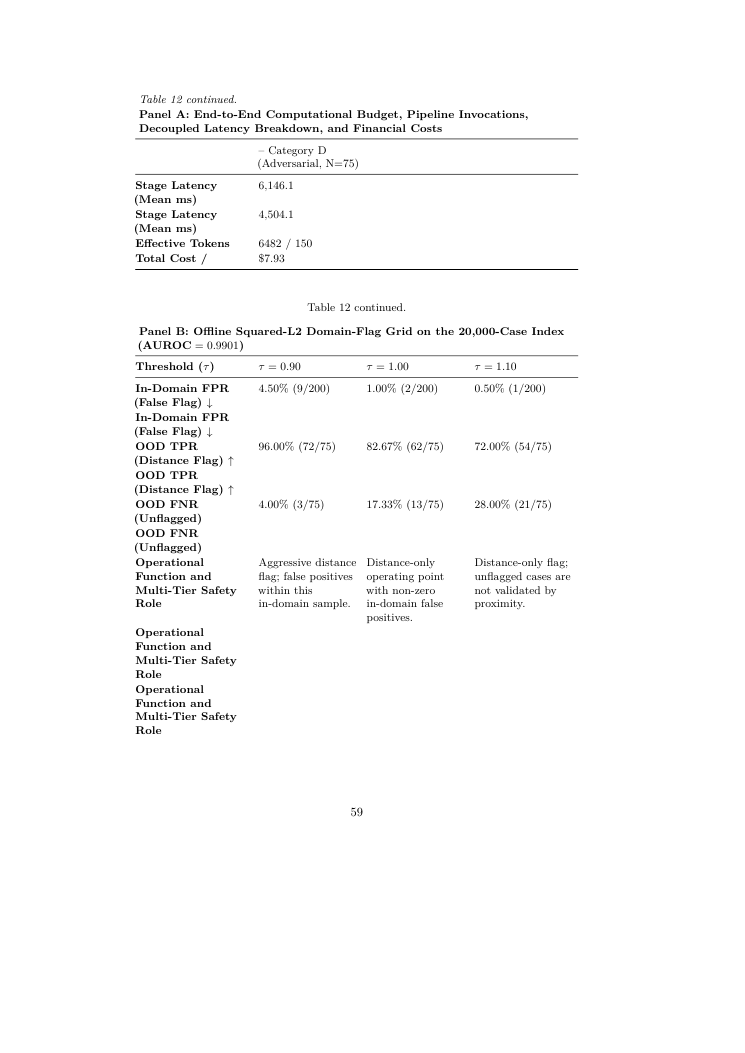 Table 12 continued.
Panel A: End-to-End Computational Budget, Pipeline Invocations,
Decoupled Latency Breakdown, and Financial Costs
– Category D
(Adversarial, N=75)
Stage Latency 6,146.1
(Mean ms)
Stage Latency 4,504.1
(Mean ms)
Effective Tokens 6482 / 150
Total Cost / $7.93
Table 12 continued.
Panel B: Offline Squared-L2 Domain-Flag Grid on the 20,000-Case Index
(AUROC = 0.9901)
Threshold (τ) τ = 0.90 τ = 1.00 τ = 1.10
In-Domain FPR 4.50% (9/200) 1.00% (2/200) 0.50% (1/200)
(False Flag) ↓
In-Domain FPR
(False Flag) ↓
OOD TPR 96.00% (72/75) 82.67% (62/75) 72.00% (54/75)
(Distance Flag) ↑
OOD TPR
(Distance Flag) ↑
OOD FNR 4.00% (3/75) 17.33% (13/75) 28.00% (21/75)
(Unflagged)
OOD FNR
(Unflagged)
Operational Aggressive distance Distance-only Distance-only flag;
Function and flag; false positives operating point unflagged cases are
Multi-Tier Safety within this with non-zero not validated by
Role in-domain sample. in-domain false proximity.
positives.
Operational
Function and
Multi-Tier Safety
Role
Operational
Function and
Multi-Tier Safety
Role
59